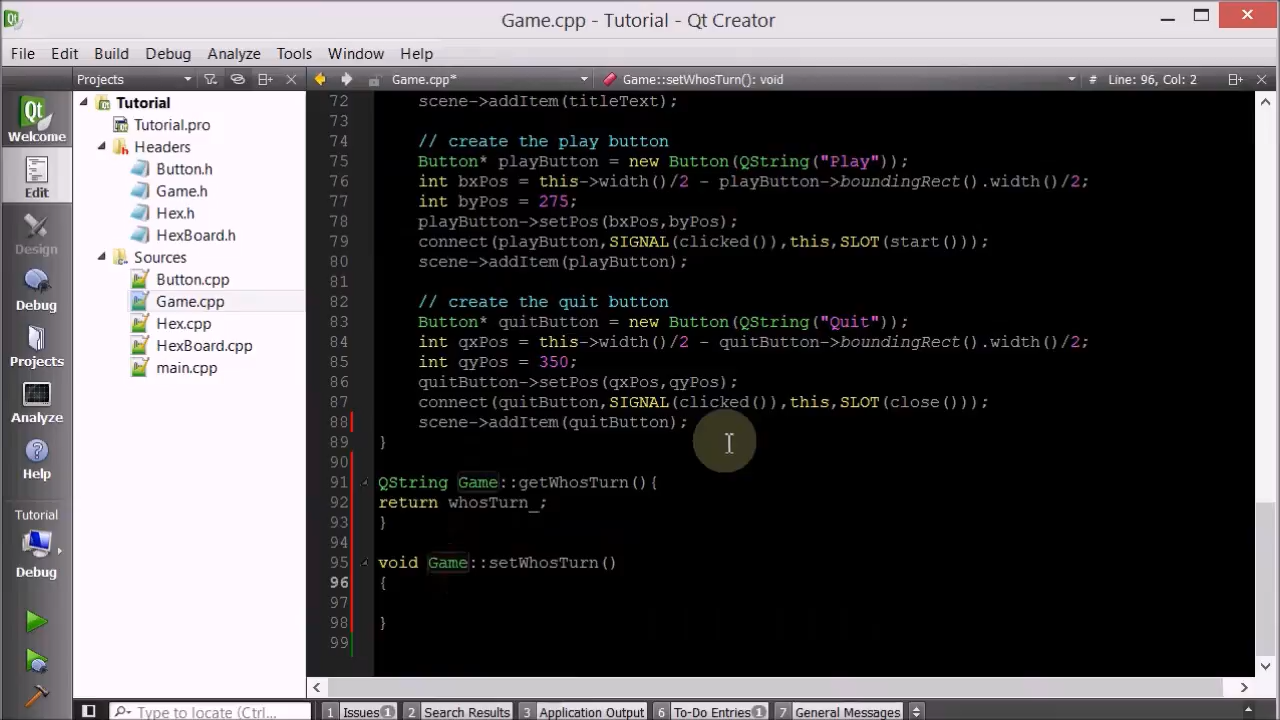 Game.cpp - Tutorial - Qt Creator
File Edit Build Debug Analyze Tools Window Help
Projects Game.cpp* Game::setWhosTurn(): void # Line: 96, Col: 2
Welcome
Edit
Design
Debug
Projects
Analyze
Help
Tutorial
Debug
Tutorial
Tutorial.pro
Headers
Button.h
Game.h
Hex.h
HexBoard.h
Sources
Button.cpp
Game.cpp
Hex.cpp
HexBoard.cpp
main.cpp
72 scene->addItem(titleText);
73
74 // create the play button
75 Button* playButton = new Button(QString("Play"));
76 int bxPos = this->width()/2 - playButton->boundingRect().width()/2;
77 int byPos = 275;
78 playButton->setPos(bxPos,byPos);
79 connect(playButton,SIGNAL(clicked()),this,SLOT(start()));
80 scene->addItem(playButton);
81
82 // create the quit button
83 Button* quitButton = new Button(QString("Quit"));
84 int qxPos = this->width()/2 - quitButton->boundingRect().width()/2;
85 int qyPos = 350;
86 quitButton->setPos(qxPos,qyPos);
87 connect(quitButton,SIGNAL(clicked()),this,SLOT(close()));
88 scene->addItem(quitButton);
89 }
90
91 QString Game::getWhosTurn(){
92 return whosTurn_;
93 }
94
95 void Game::setWhosTurn()
96 {
97
98 }
99
Type to locate (Ctrl... 1 Issues 1 2 Search Results 3 Application Output 6 To-Do Entries 1 7 General Messages